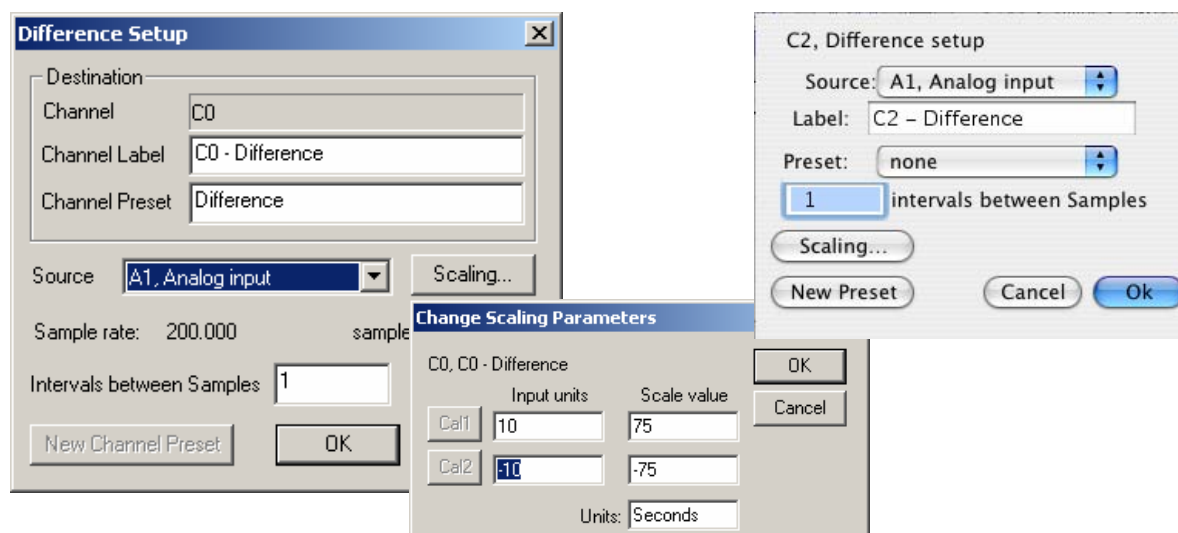 Difference Setup
Destination
Channel C0
Channel Label C0 - Difference
Channel Preset Difference
Source A1, Analog input Scaling...
Sample rate: 200.000 sample
Intervals between Samples 1
New Channel Preset OK
Change Scaling Parameters
C0, C0 - Difference OK
Input units Scale value Cancel
Cal1 10 75
Cal2 -10 -75
Units: Seconds
C2, Difference setup
Source: A1, Analog input
Label: C2 – Difference
Preset: none
1 intervals between Samples
Scaling...
New Preset Cancel Ok